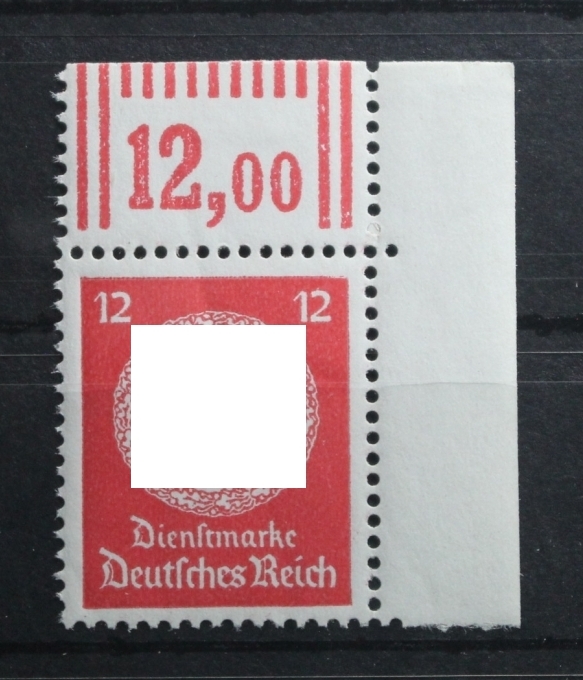 12,00
12 12
Dienſtmarke
Deutſches Reich